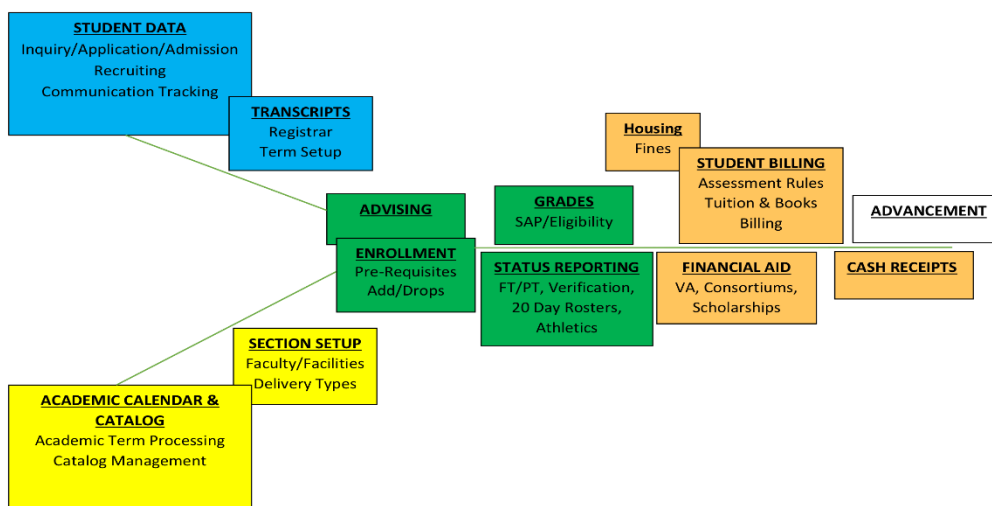 STUDENT DATA
Inquiry/Application/Admission
Recruiting
Communication Tracking
TRANSCRIPTS
Registrar
Term Setup
Housing
Fines
STUDENT BILLING
Assessment Rules
Tuition & Books
Billing
ADVISING
GRADES
SAP/Eligibility
ADVANCEMENT
ENROLLMENT
Pre-Requisites
Add/Drops
STATUS REPORTING
FT/PT, Verification,
20 Day Rosters,
Athletics
FINANCIAL AID
VA, Consortiums,
Scholarships
CASH RECEIPTS
SECTION SETUP
Faculty/Facilities
Delivery Types
ACADEMIC CALENDAR &
CATALOG
Academic Term Processing
Catalog Management